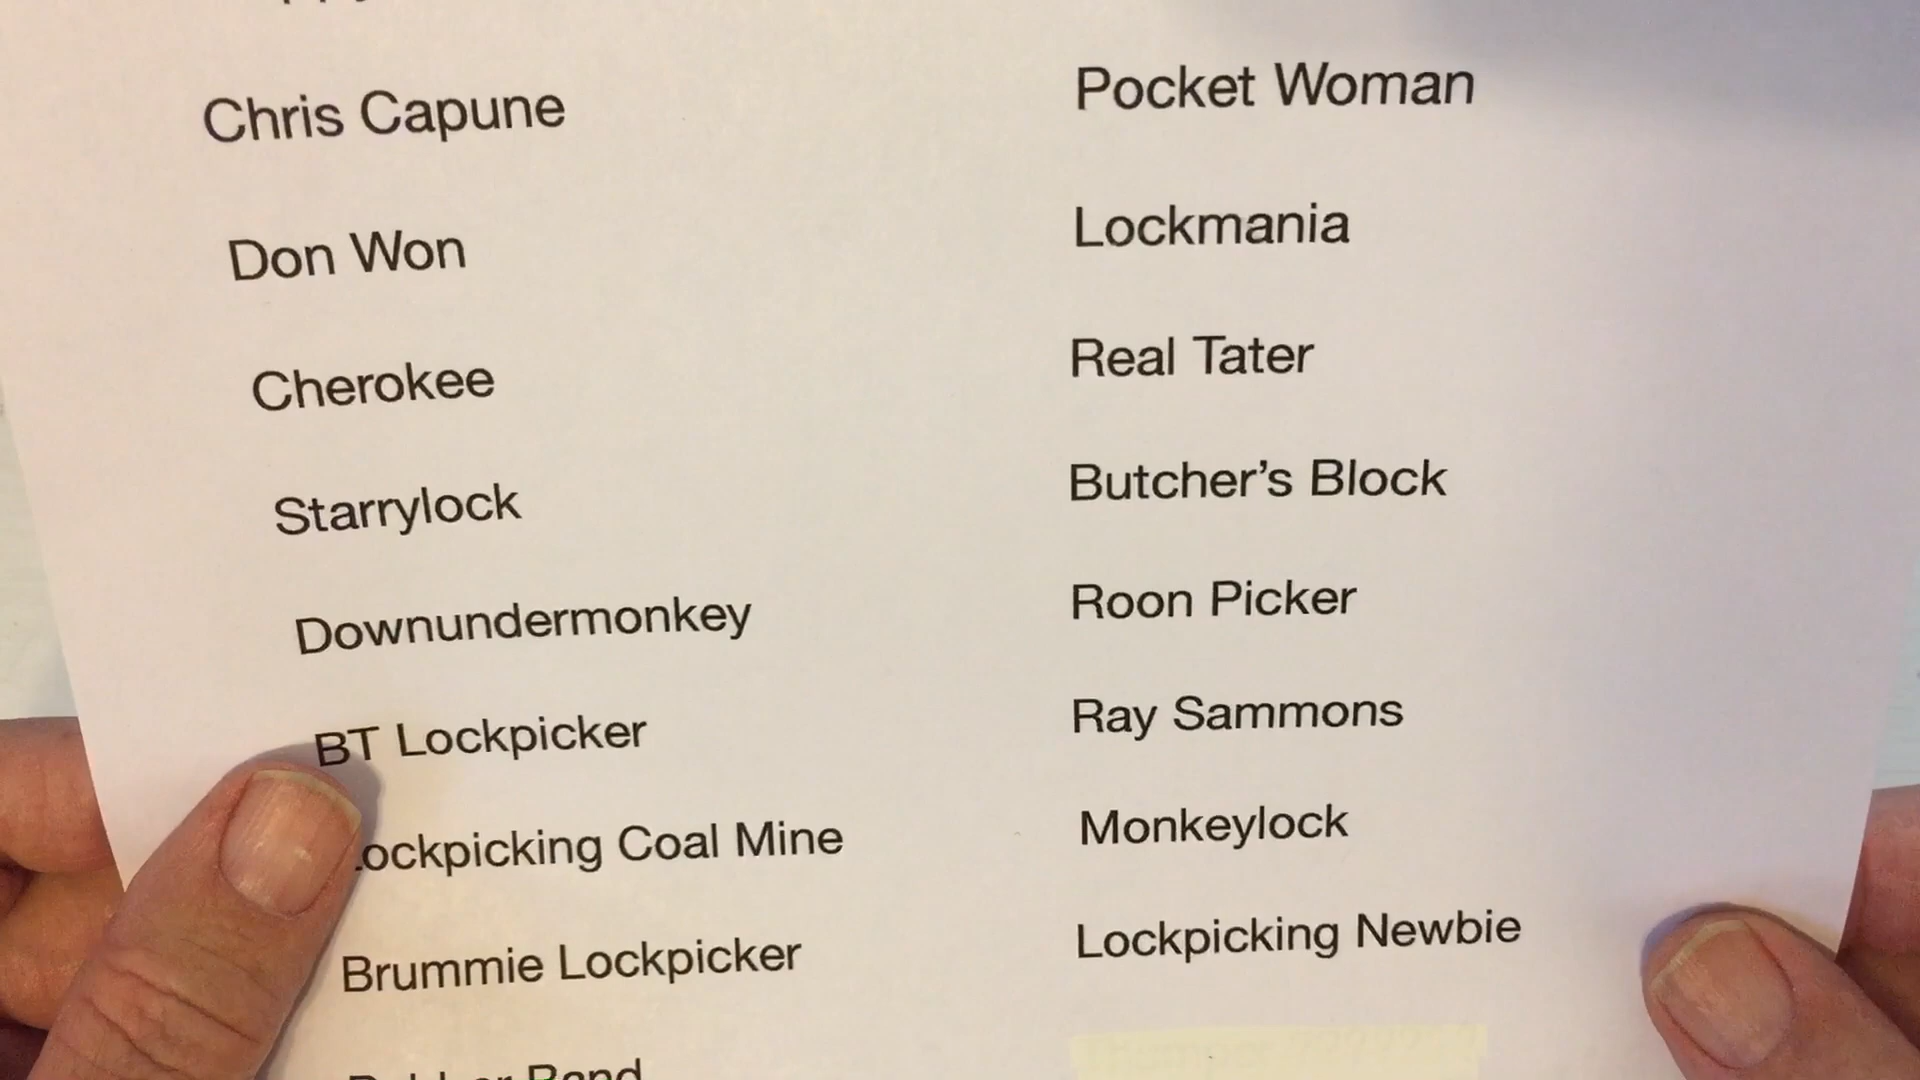 Chris Capune
Don Won
Cherokee
Starrylock
Downundermonkey
BT Lockpicker
Lockpicking Coal Mine
Brummie Lockpicker
Pocket Woman
Lockmania
Real Tater
Butcher's Block
Roon Picker
Ray Sammons
Monkeylock
Lockpicking Newbie